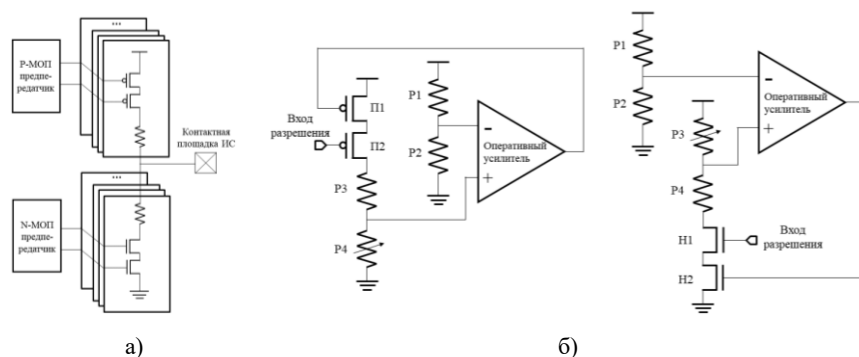 ...
Р-МОП
предпе-
редатчик
Контактная
площадка ИС
...
N-МОП
предпе-
редатчик
а)
Вход
разрешения
П1
П2
Р1
Р2
Р3
Р4
-
+
Оперативный
усилитель
Р1
Р2
Р3
Р4
-
+
Оперативный
усилитель
Н1
Н2
Вход
разрешения
б)